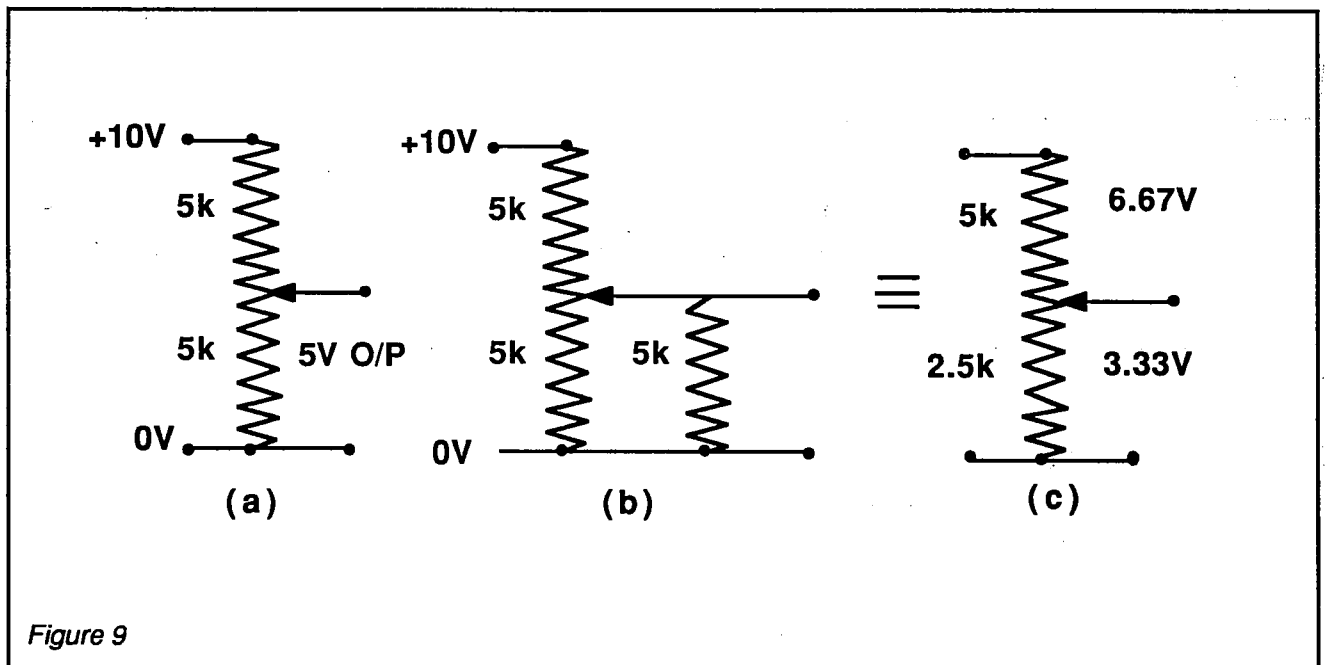 +10V
5k
5k
5V O/P
0V
(a)
+10V
5k
5k
5k
0V
(b)
≡
5k
6.67V
2.5k
3.33V
(c)
Figure 9